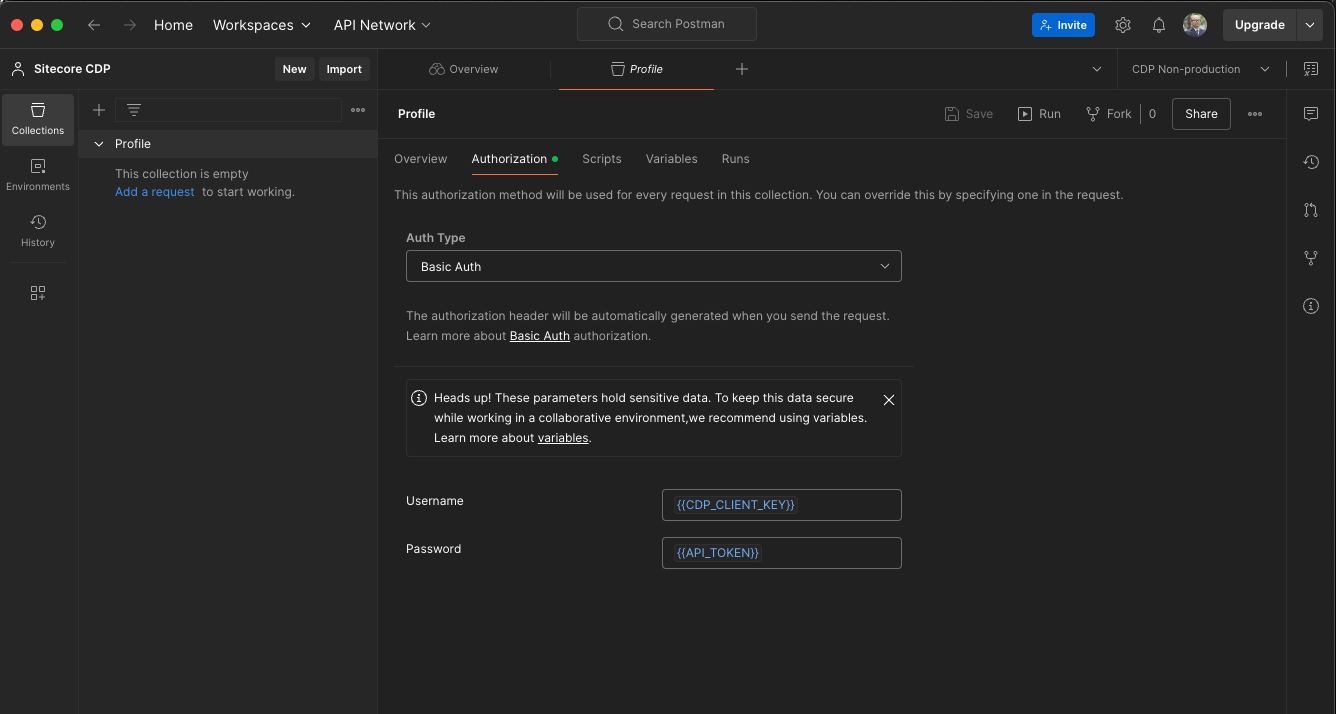 Home Workspaces API Network Search Postman Invite Upgrade
Sitecore CDP New Import Overview Profile CDP Non-production
Collections
Environments
History
Profile
This collection is empty
Add a request to start working.
Profile Save Run Fork 0 Share
Overview Authorization Scripts Variables Runs
This authorization method will be used for every request in this collection. You can override this by specifying one in the request.
Auth Type
Basic Auth
The authorization header will be automatically generated when you send the request.
Learn more about Basic Auth authorization.
Heads up! These parameters hold sensitive data. To keep this data secure
while working in a collaborative environment,we recommend using variables.
Learn more about variables.
Username {{CDP_CLIENT_KEY}}
Password {{API_TOKEN}}